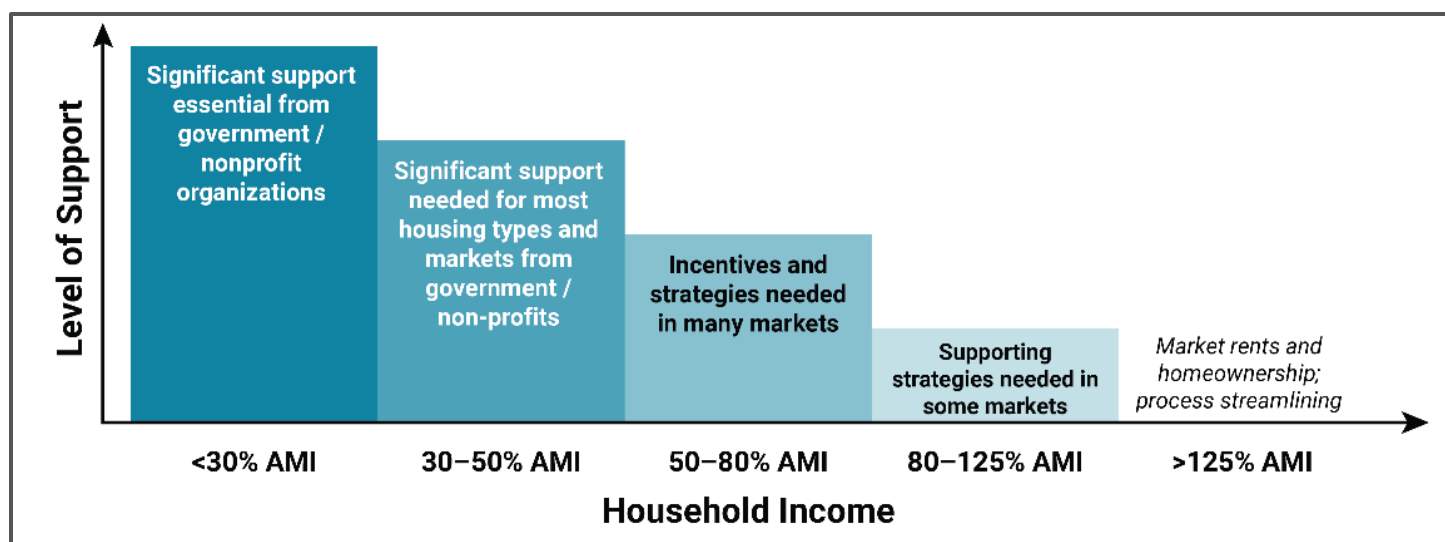 Level of Support
Significant support
essential from
government /
nonprofit
organizations
Significant support
needed for most
housing types and
markets from
government /
non-profits
Incentives and
strategies needed
in many markets
Supporting
strategies needed in
some markets
Market rents and
homeownership;
process streamlining
<30% AMI
30–50% AMI
50–80% AMI
80–125% AMI
>125% AMI
Household Income